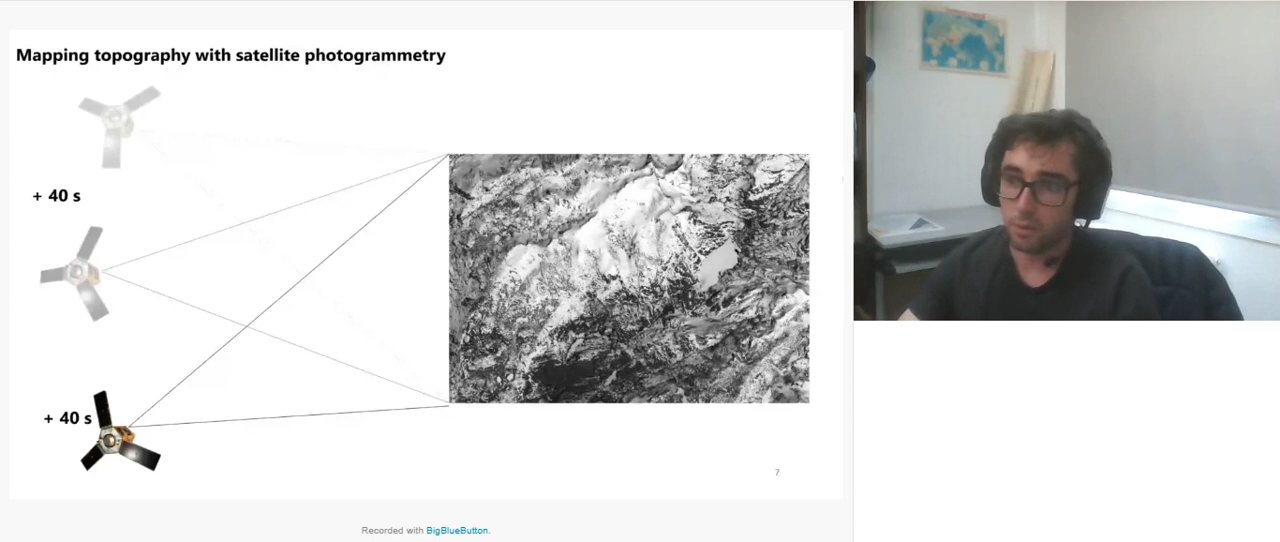 Mapping topography with satellite photogrammetry
+ 40 s
+ 40 s
7
Recorded with BigBlueButton.